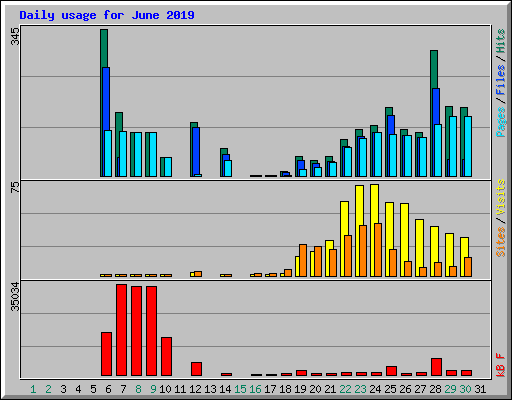 Daily usage for June 2019
345
75
35034
Pages / Files / Hits
Sites / Visits
kB F
1 2 3 4 5 6 7 8 9 10 11 12 13 14 15 16 17 18 19 20 21 22 23 24 25 26 27 28 29 30 31